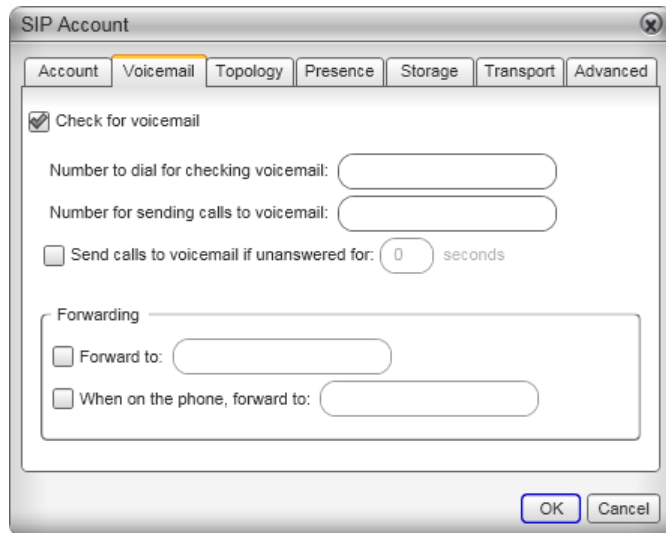 SIP Account
Account Voicemail Topology Presence Storage Transport Advanced
Check for voicemail
Number to dial for checking voicemail:
Number for sending calls to voicemail:
Send calls to voicemail if unanswered for: 0 seconds
Forwarding
Forward to:
When on the phone, forward to:
OK Cancel